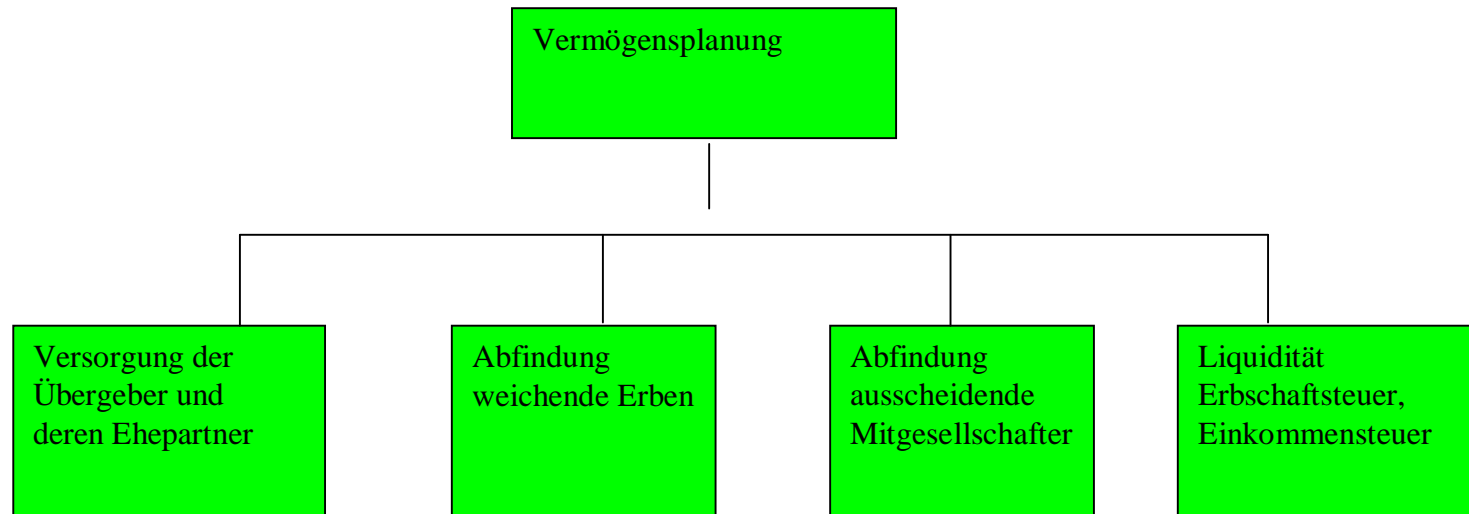 Vermögensplanung
Versorgung der
Übergeber und
deren Ehepartner
Abfindung
weichende Erben
Abfindung
ausscheidende
Mitgesellschafter
Liquidität
Erbschaftsteuer,
Einkommensteuer